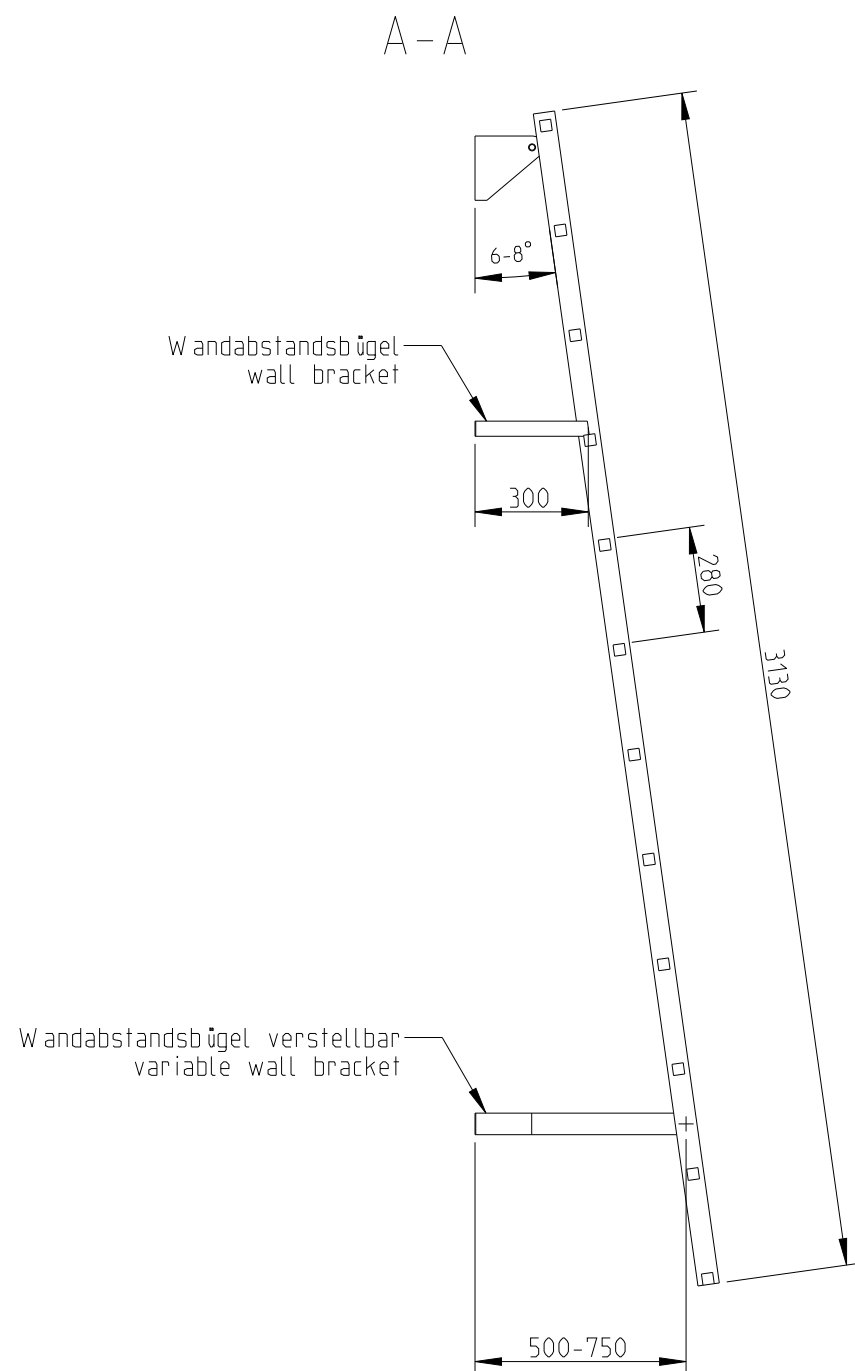 A-A
6-8°
Wandabstandsbügel
wall bracket
300
280
3130
Wandabstandsbügel verstellbar
variable wall bracket
500-750